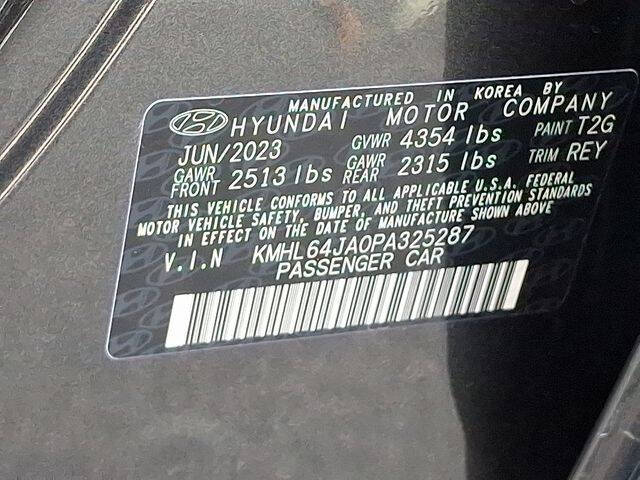 MANUFACTURED IN KOREA BY
HYUNDAI MOTOR COMPANY
JUN/2023 GVWR 4354 lbs PAINT T2G
GAWR FRONT 2513 lbs GAWR REAR 2315 lbs TRIM REY
THIS VEHICLE CONFORMS TO ALL APPLICABLE U.S.A. FEDERAL
MOTOR VEHICLE SAFETY, BUMPER, AND THEFT PREVENTION STANDARDS
IN EFFECT ON THE DATE OF MANUFACTURE SHOWN ABOVE
V.I.N KMHL64JA0PA325287
PASSENGER CAR